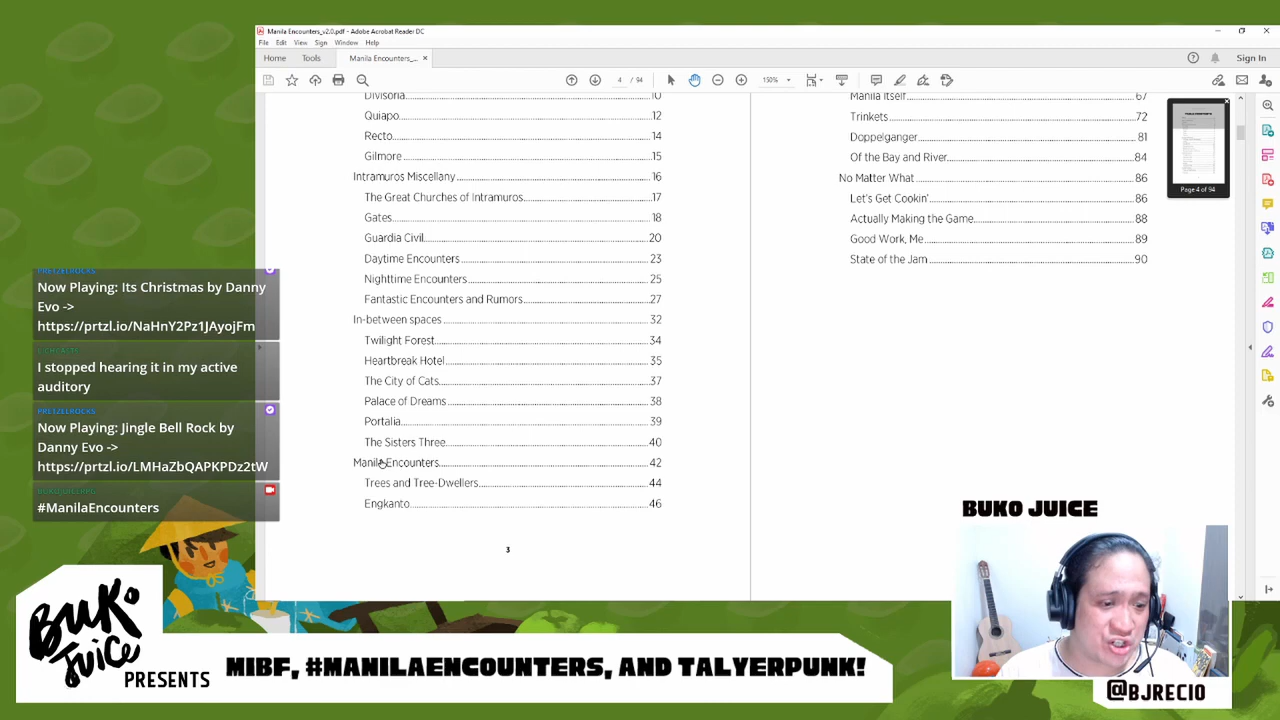 Manila Encounters_v2.0.pdf - Adobe Acrobat Reader DC
File Edit View Sign Window Help
Home Tools Manila Encounters_... × Sign In
4 / 94 150%
Divisoria 10
Quiapo 12
Recto 14
Gilmore 15
Intramuros Miscellany 16
The Great Churches of Intramuros 17
Gates 18
Guardia Civil 20
Daytime Encounters 23
Nighttime Encounters 25
Fantastic Encounters and Rumors 27
In-between spaces 32
Twilight Forest 34
Heartbreak Hotel 35
The City of Cats 37
Palace of Dreams 38
Portalia 39
The Sisters Three 40
Manila Encounters 42
Trees and Tree-Dwellers 44
Engkanto 46
3
Manila Itself 67
Trinkets 72
Doppelganger 81
Of the Bay and River 84
No Matter What 86
Let's Get Cookin' 86
Actually Making the Game 88
Good Work, Me 89
State of the Jam 90
Page 4 of 94
PRETZELROCKS
Now Playing: Its Christmas by Danny
Evo ->
https://prtzl.io/NaHnY2Pz1JAyojFm
I stopped hearing it in my active
auditory
PRETZELROCKS
Now Playing: Jingle Bell Rock by
Danny Evo ->
https://prtzl.io/LMHaZbQAPKPDz2tW
#ManilaEncounters
BUKO JUICE
@BJRECIO
BUKO
JUICE
PRESENTS
MIBF, #MANILAENCOUNTERS, AND TALYERPUNK!